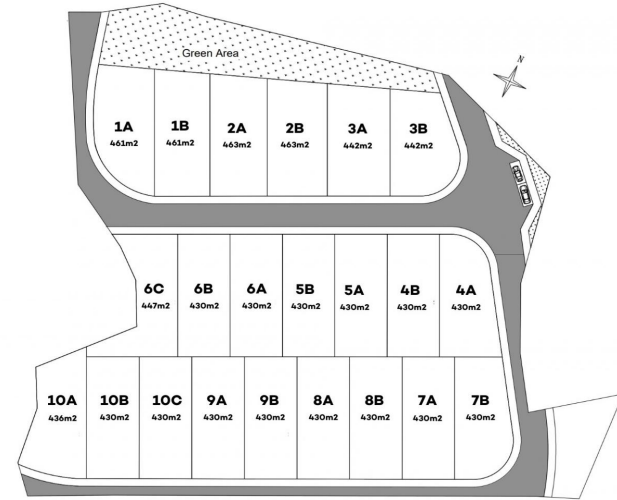 N
Green Area
1A
461m2
1B
461m2
2A
463m2
2B
463m2
3A
442m2
3B
442m2
6C
447m2
6B
430m2
6A
430m2
5B
430m2
5A
430m2
4B
430m2
4A
430m2
10A
436m2
10B
430m2
10C
430m2
9A
430m2
9B
430m2
8A
430m2
8B
430m2
7A
430m2
7B
430m2